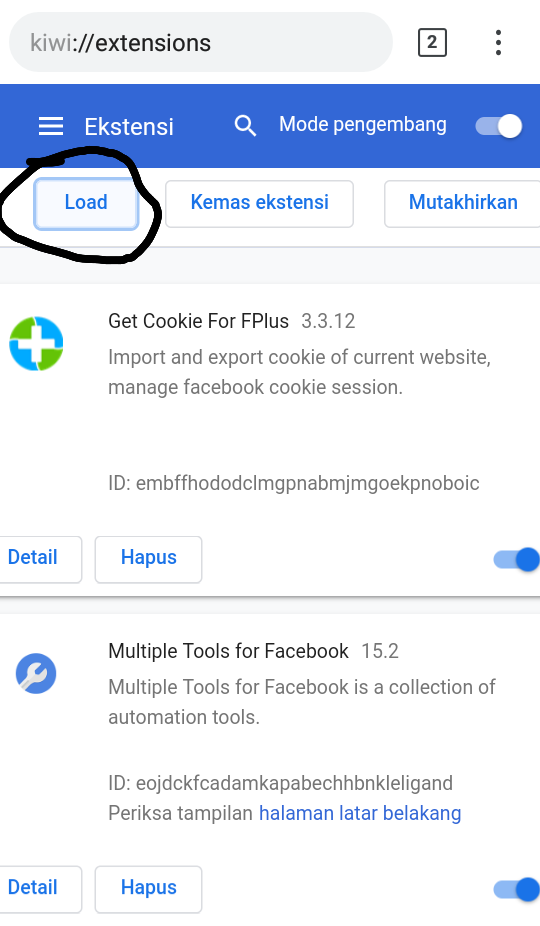 kiwi://extensions 2
Ekstensi Mode pengembang
Load Kemas ekstensi Mutakhirkan
Get Cookie For FPlus 3.3.12
Import and export cookie of current website,
manage facebook cookie session.
ID: embffhododclmgpnabmjmgoekpnoboic
Detail Hapus
Multiple Tools for Facebook 15.2
Multiple Tools for Facebook is a collection of
automation tools.
ID: eojdckfcadamkapabechhbnkleligand
Periksa tampilan halaman latar belakang
Detail Hapus